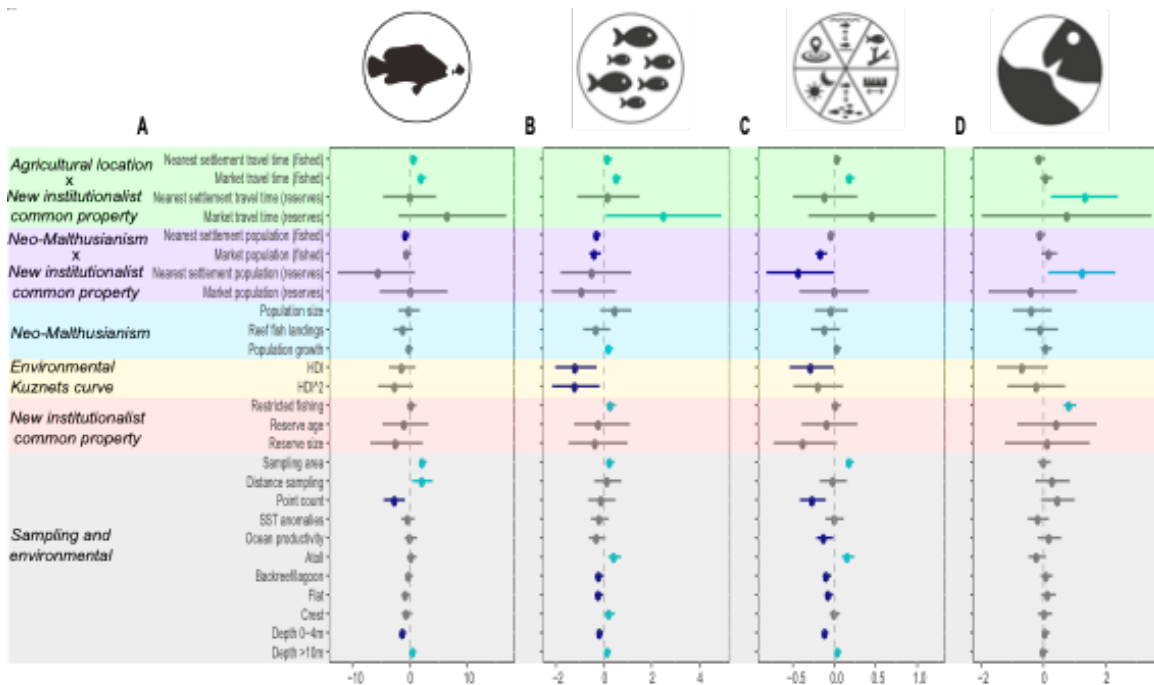 A B C D
Agricultural location
x
New institutionalist
common property
Nearest settlement travel time (fished)
Market travel time (fished)
Nearest settlement travel time (reserves)
Market travel time (reserves)
Neo-Malthusianism
x
New institutionalist
common property
Nearest settlement population (fished)
Market population (fished)
Nearest settlement population (reserves)
Market population (reserves)
Neo-Malthusianism
Population size
Reef fish landings
Population growth
Environmental
Kuznets curve
HDI
HDI^2
New institutionalist
common property
Restricted fishing
Reserve age
Reserve size
Sampling and
environmental
Sampling area
Distance sampling
Point count
SST anomalies
Ocean productivity
Atoll
Backreef/lagoon
Flat
Crest
Depth 0-4m
Depth >10m
-10 0 10
-2 0 2 4
-0.5 0.0 0.5 1.0
-2 0 2